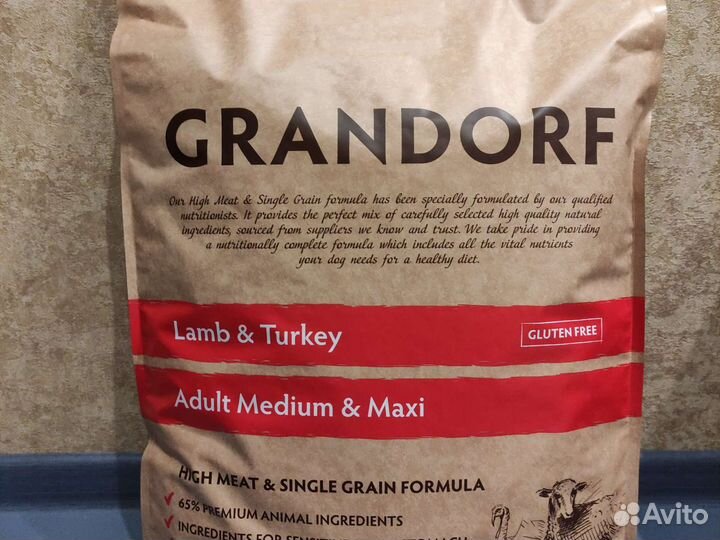 GRANDORF
Our High Meat & Single Grain formula has been specially formulated by our qualified
nutritionists. It provides the perfect mix of carefully selected high quality natural
ingredients, sourced from suppliers we know and trust. We take pride in providing
a nutritionally complete formula which includes all the vital nutrients
your dog needs for a healthy diet.
Lamb & Turkey
GLUTEN FREE
Adult Medium & Maxi
HIGH MEAT & SINGLE GRAIN FORMULA
65% PREMIUM ANIMAL INGREDIENTS
INGREDIENTS FOR
Avito